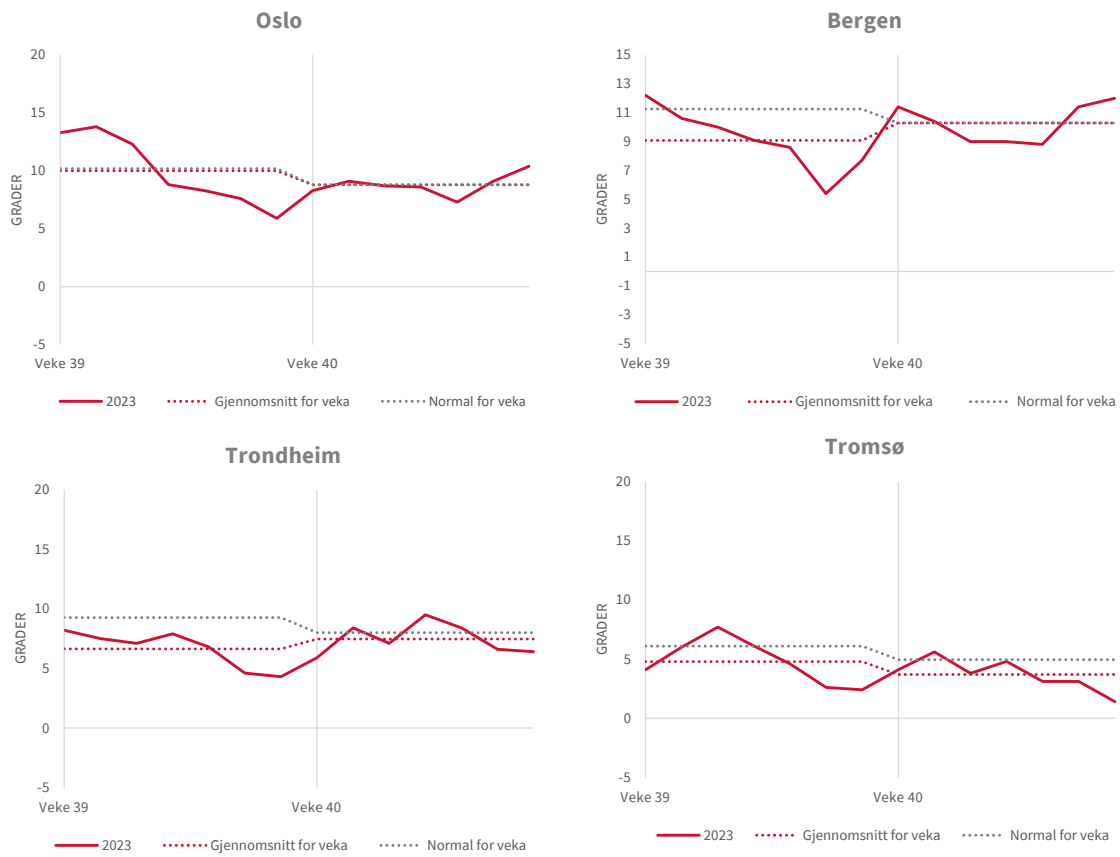 Oslo
20
15
10
5
0
-5
GRADER
Veke 39 Veke 40
2023 Gjennomsnitt for veka Normal for veka
Bergen
15
13
11
9
7
5
3
1
-1
-3
-5
GRADER
Veke 39 Veke 40
2023 Gjennomsnitt for veka Normal for veka
Trondheim
20
15
10
5
0
-5
GRADER
Veke 39 Veke 40
2023 Gjennomsnitt for veka Normal for veka
Tromsø
20
15
10
5
0
-5
GRADER
Veke 39 Veke 40
2023 Gjennomsnitt for veka Normal for veka